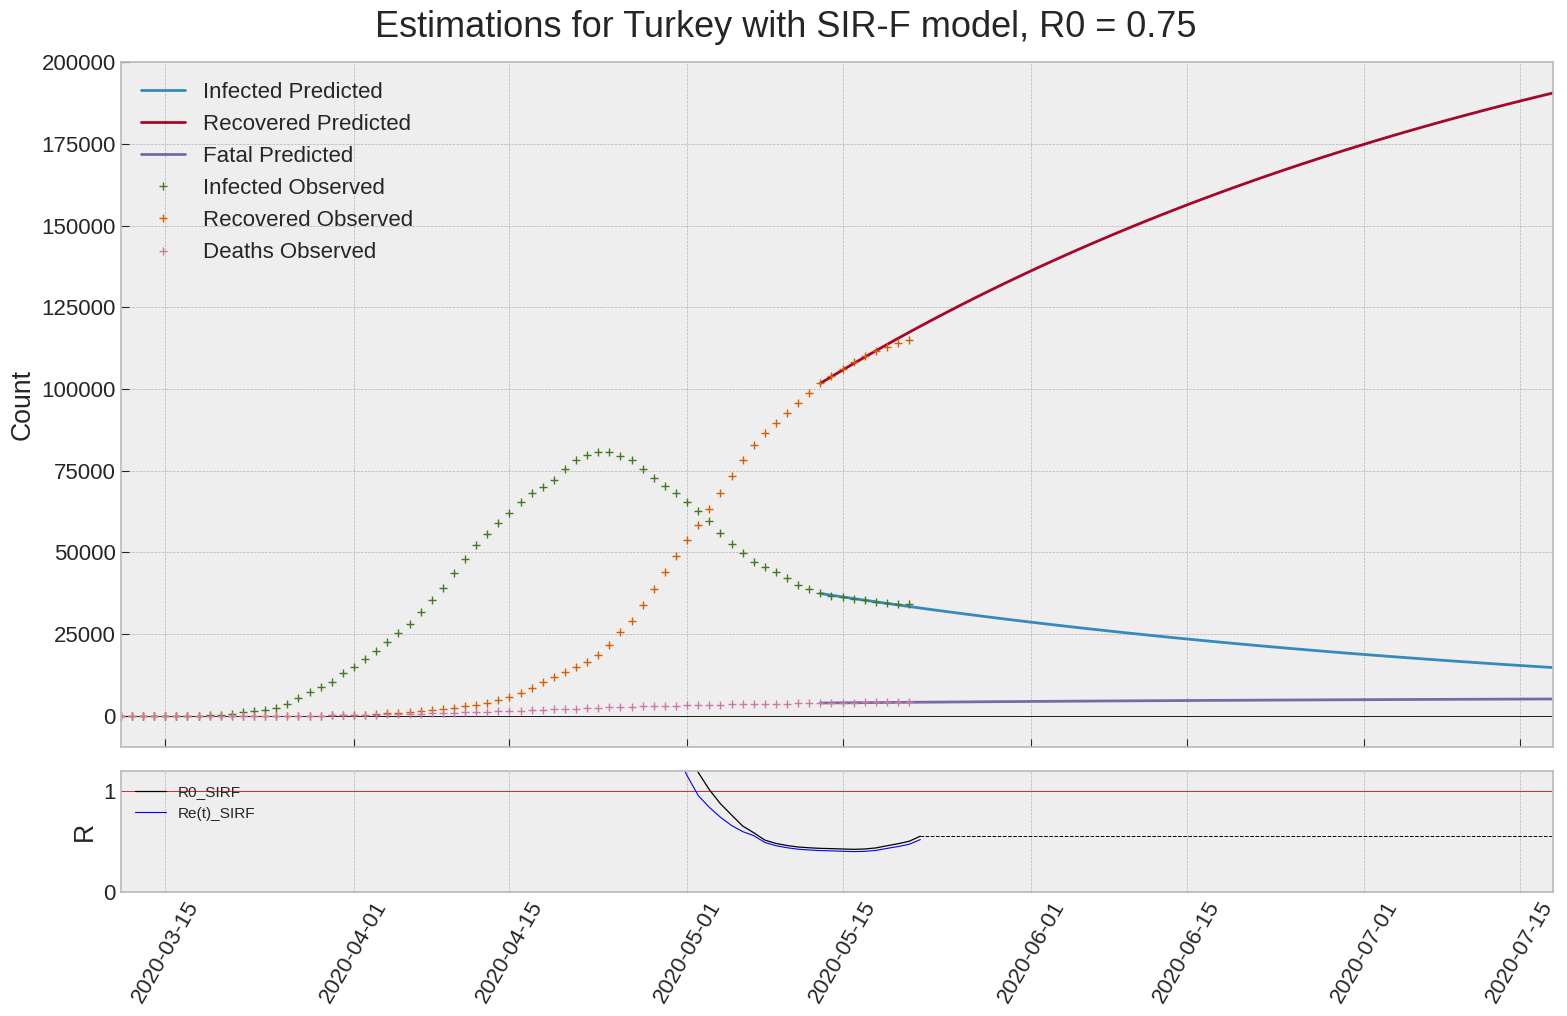 Estimations for Turkey with SIR-F model, R0 = 0.75
200000
175000
150000
125000
100000
75000
50000
25000
0
Count
Infected Predicted
Recovered Predicted
Fatal Predicted
Infected Observed
Recovered Observed
Deaths Observed
1
0
R
R0_SIRF
Re(t)_SIRF
2020-03-15
2020-04-01
2020-04-15
2020-05-01
2020-05-15
2020-06-01
2020-06-15
2020-07-01
2020-07-15